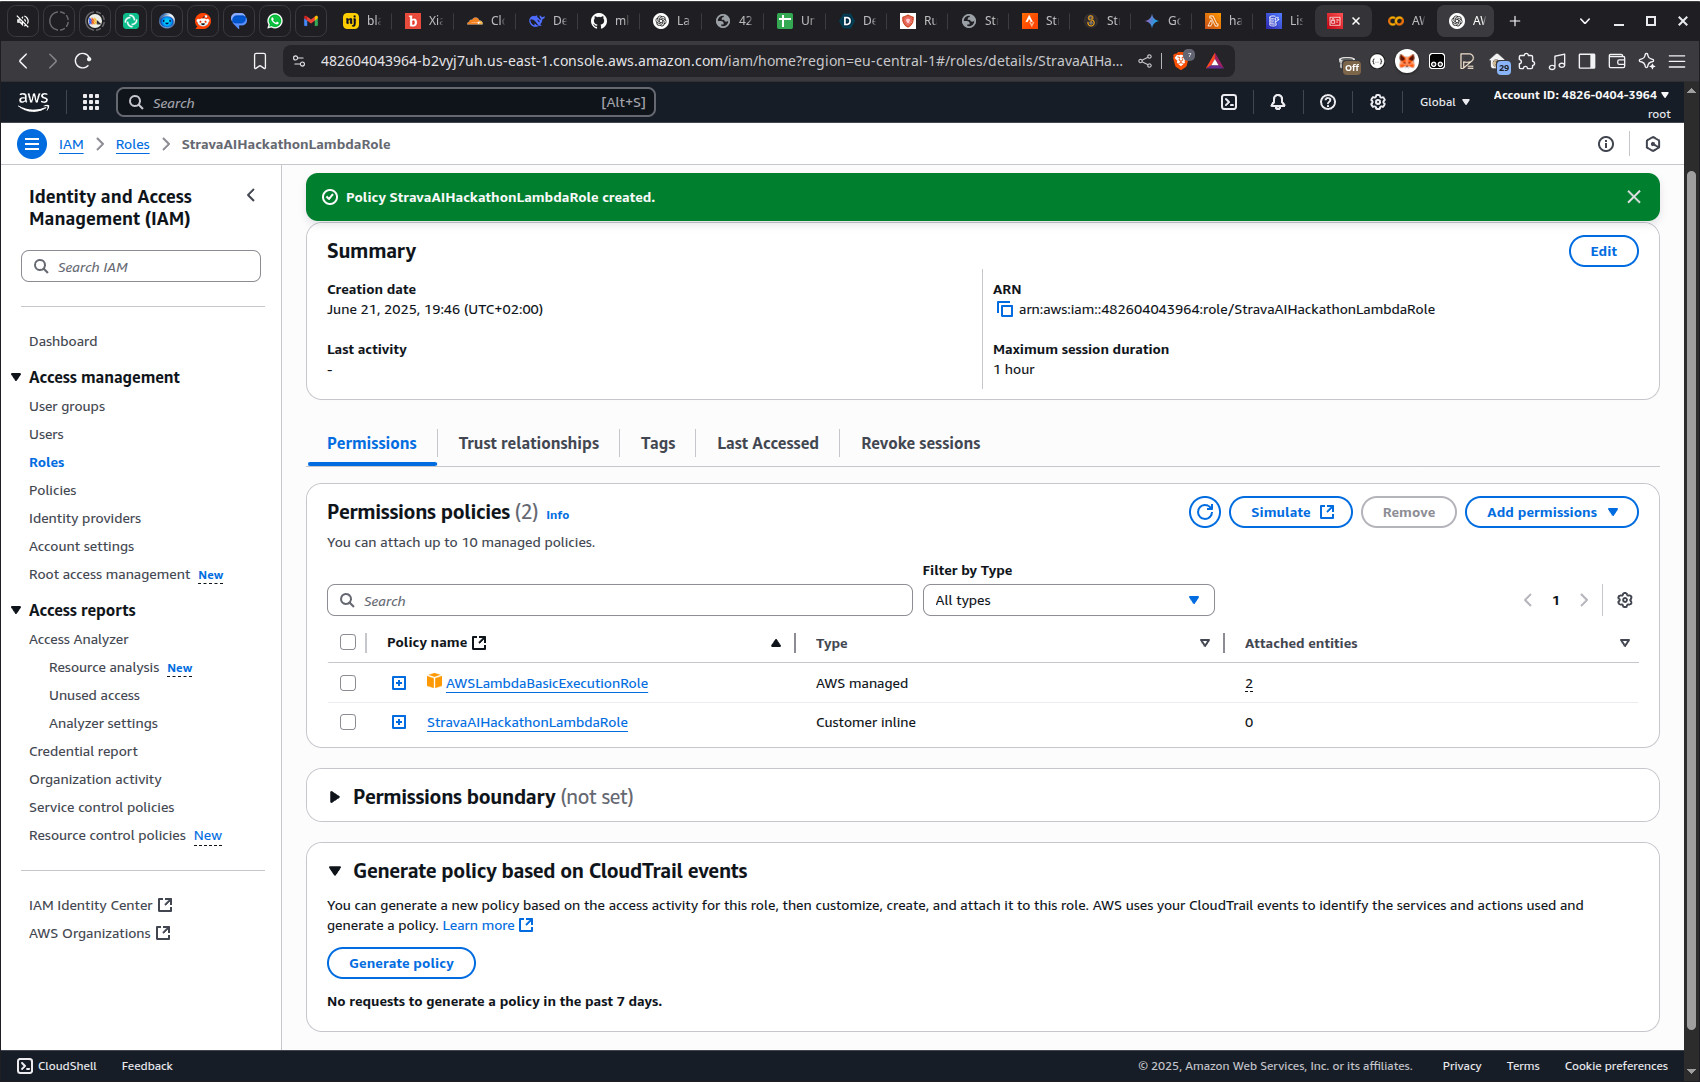 nj bl
b Xi
Cl
De
ml
La
42
Ur
D De
Ru
St
St
St
Gc
ha
Li
AV
AV
482604043964-b2vyj7uh.us-east-1.console.aws.amazon.com/iam/home?region=eu-central-1#/roles/details/StravaAIHa...
Off
29
aws
Search
[Alt+S]
Global
Account ID: 4826-0404-3964
root
IAM
Roles
StravaAIHackathonLambdaRole
Identity and Access
Management (IAM)
Search IAM
Dashboard
Access management
User groups
Users
Roles
Policies
Identity providers
Account settings
Root access management New
Access reports
Access Analyzer
Resource analysis New
Unused access
Analyzer settings
Credential report
Organization activity
Service control policies
Resource control policies New
IAM Identity Center
AWS Organizations
Policy StravaAIHackathonLambdaRole created.
Summary
Edit
Creation date
June 21, 2025, 19:46 (UTC+02:00)
ARN
arn:aws:iam::482604043964:role/StravaAIHackathonLambdaRole
Last activity
-
Maximum session duration
1 hour
Permissions
Trust relationships
Tags
Last Accessed
Revoke sessions
Permissions policies (2) Info
Simulate
Remove
Add permissions
You can attach up to 10 managed policies.
Filter by Type
Search
All types
1
Policy name
Type
Attached entities
AWSLambdaBasicExecutionRole
AWS managed
2
StravaAIHackathonLambdaRole
Customer inline
0
Permissions boundary (not set)
Generate policy based on CloudTrail events
You can generate a new policy based on the access activity for this role, then customize, create, and attach it to this role. AWS uses your CloudTrail events to identify the services and actions used and
generate a policy. Learn more
Generate policy
No requests to generate a policy in the past 7 days.
CloudShell
Feedback
© 2025, Amazon Web Services, Inc. or its affiliates.
Privacy
Terms
Cookie preferences